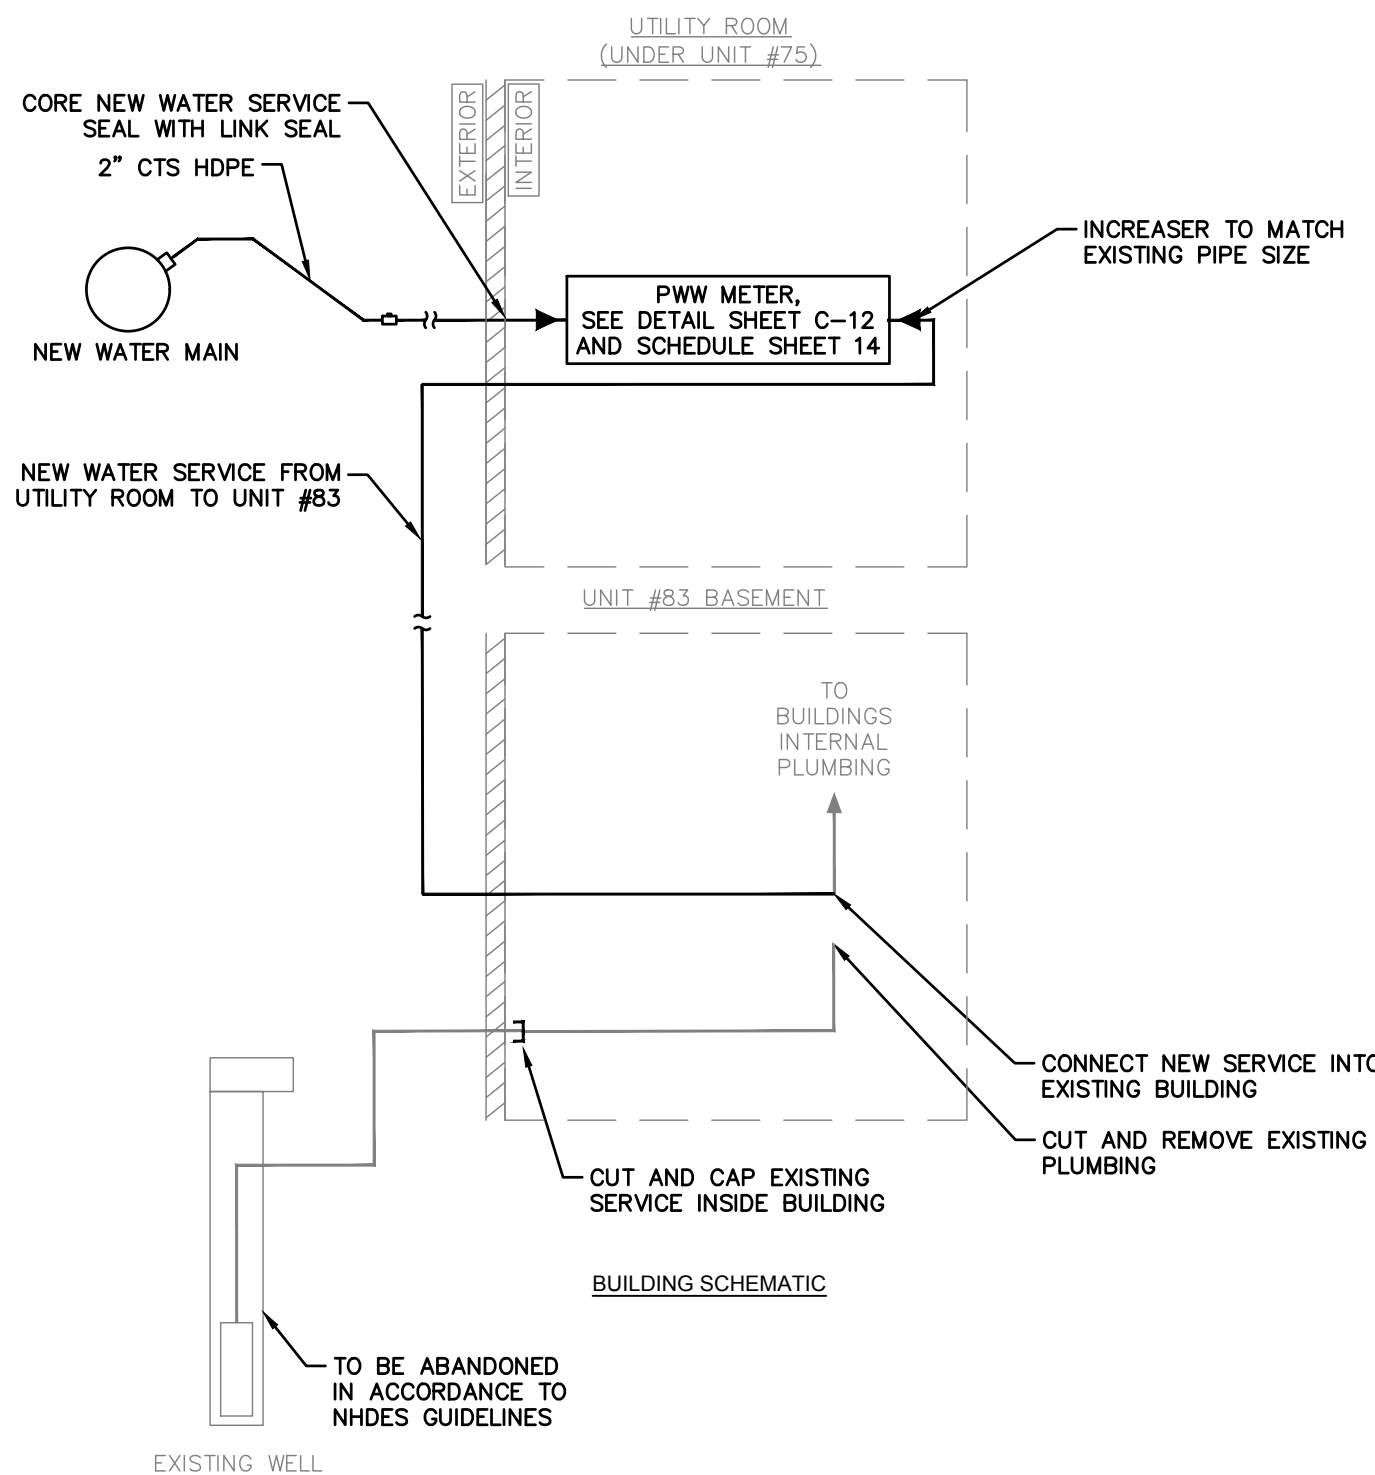 UTILITY ROOM
(UNDER UNIT #75)
CORE NEW WATER SERVICE
SEAL WITH LINK SEAL
2” CTS HDPE
EXTERIOR
INTERIOR
NEW WATER MAIN
PWW METER,
SEE DETAIL SHEET C-12
AND SCHEDULE SHEET 14
INCREASER TO MATCH
EXISTING PIPE SIZE
NEW WATER SERVICE FROM
UTILITY ROOM TO UNIT #83
UNIT #83 BASEMENT
TO
BUILDINGS
INTERNAL
PLUMBING
CONNECT NEW SERVICE INTO
EXISTING BUILDING
CUT AND REMOVE EXISTING
PLUMBING
CUT AND CAP EXISTING
SERVICE INSIDE BUILDING
BUILDING SCHEMATIC
TO BE ABANDONED
IN ACCORDANCE TO
NHDES GUIDELINES
EXISTING WELL